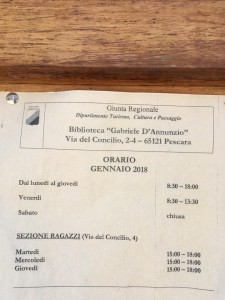 Giunta Regionale
Dipartimento Turismo, Cultura e Paesaggio
Biblioteca "Gabriele D'Annunzio"
Via del Concilio, 2-4 – 65121 Pescara
ORARIO
GENNAIO 2018
Dal lunedì al giovedì 8:30 – 18:00
Venerdì 8:30 – 13:30
Sabato chiusa
SEZIONE RAGAZZI (Via del Concilio, 4)
Martedì 15:00 – 18:00
Mercoledì 15:00 – 18:00
Giovedì 15:00 – 18:00